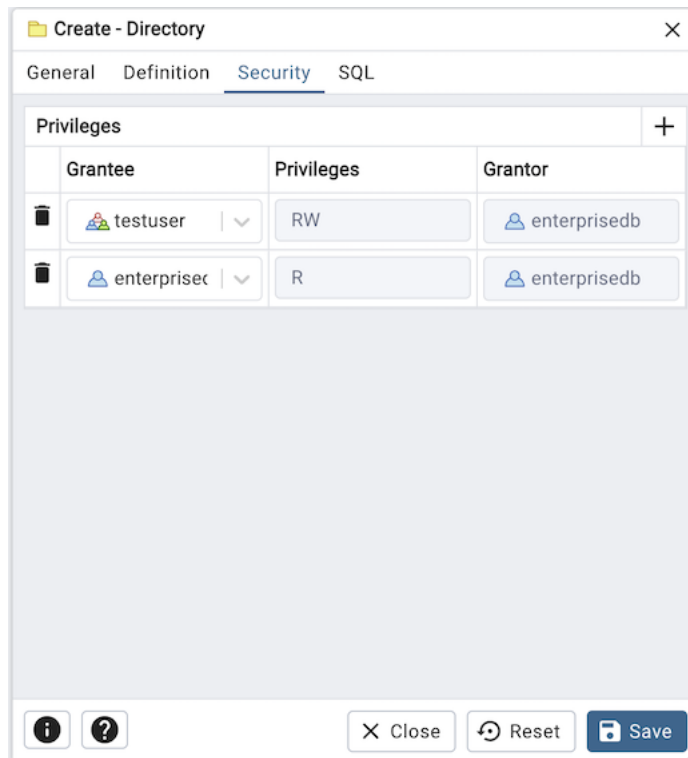 Create - Directory
General Definition Security SQL
Privileges
Grantee Privileges Grantor
testuser RW enterprisedb
enterprisec R enterprisedb
Close Reset Save